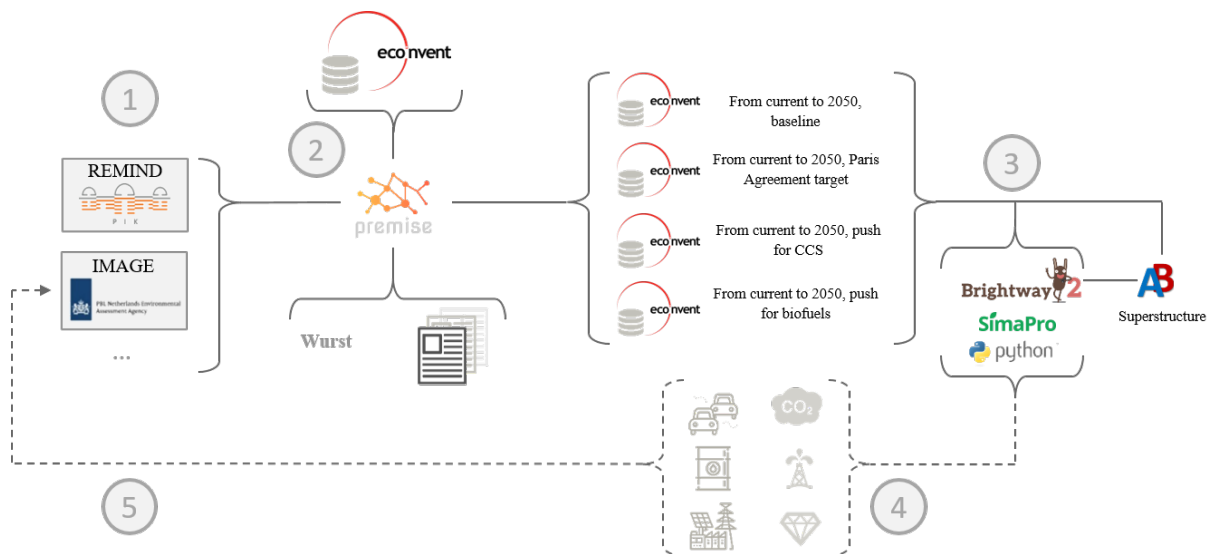 1
REMIND
PIK
IMAGE
PBL Netherlands Environmental
Assessment Agency
...
2
ecoinvent
premise
Wurst
ecoinvent
From current to 2050,
baseline
ecoinvent
From current to 2050, Paris
Agreement target
ecoinvent
From current to 2050, push
for CCS
ecoinvent
From current to 2050, push
for biofuels
3
Brightway2
SimaPro
python
AB
Superstructure
CO2
4
5